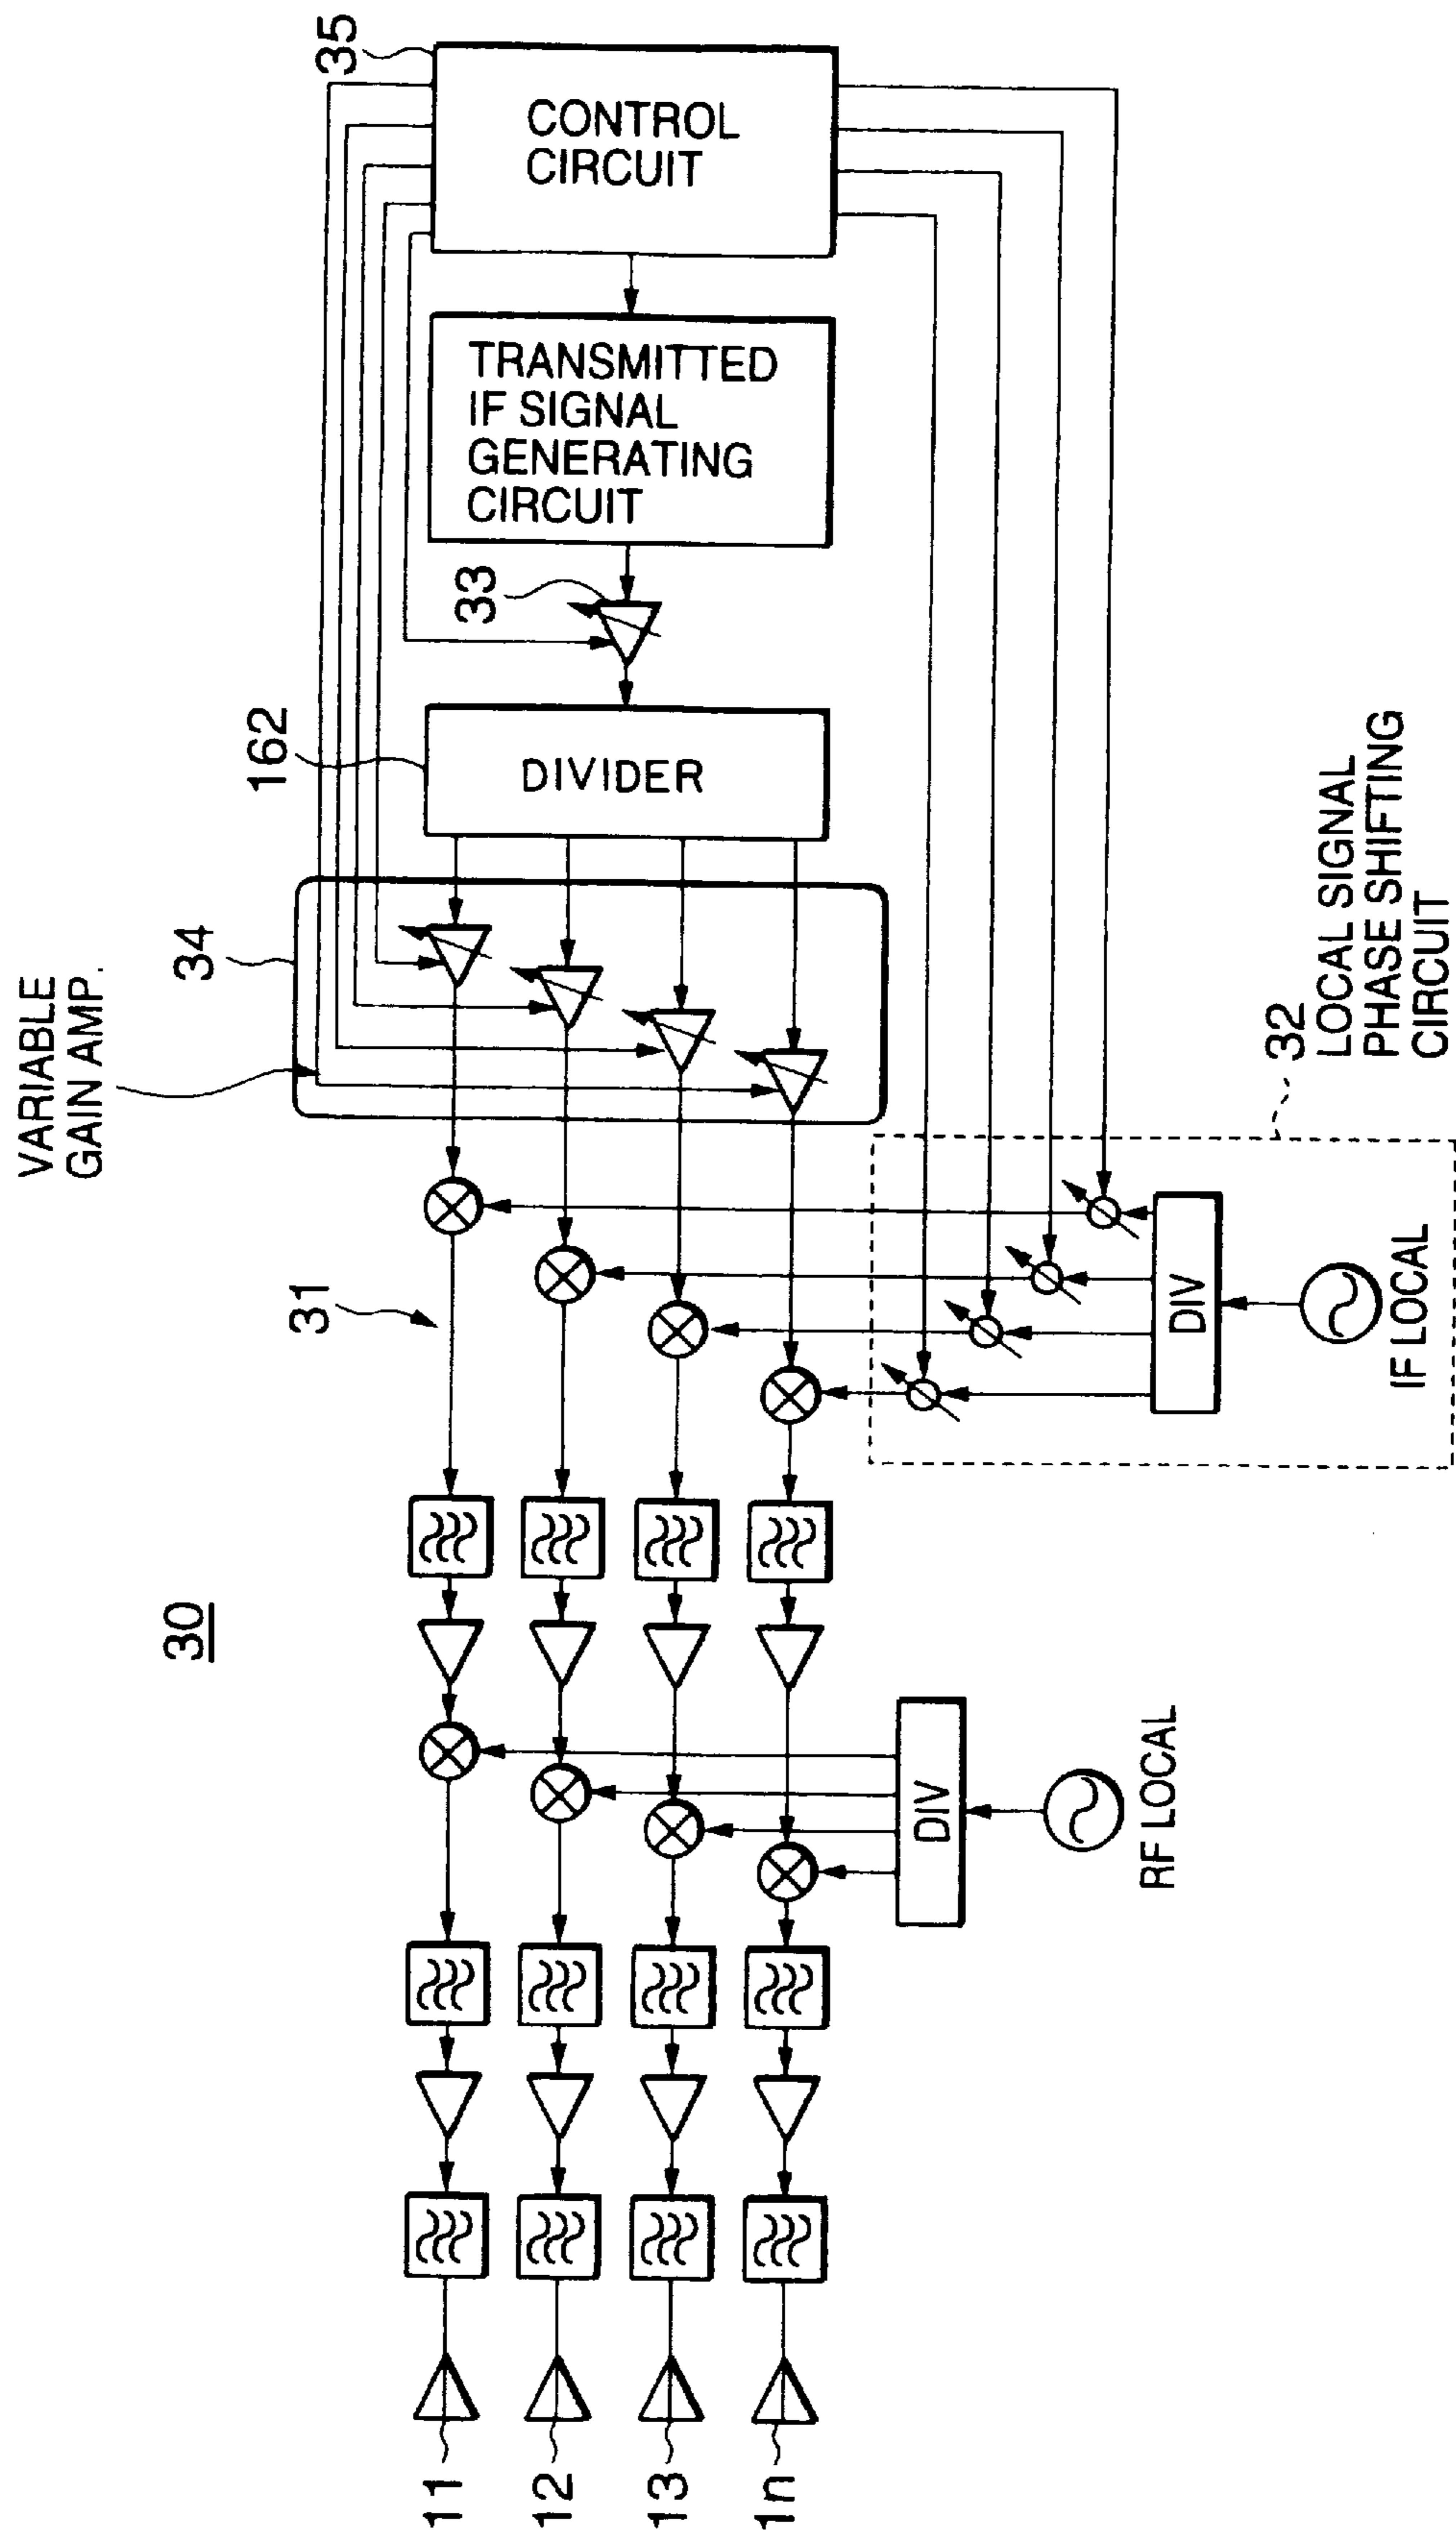 35
CONTROL
CIRCUIT
TRANSMITTED
IF SIGNAL
GENERATING
CIRCUIT
33
162
DIVIDER
34
VARIABLE
GAIN AMP.
32
LOCAL SIGNAL
PHASE SHIFTING
CIRCUIT
31
DIV
IF LOCAL
30
DIV
RF LOCAL
11
12
13
1n